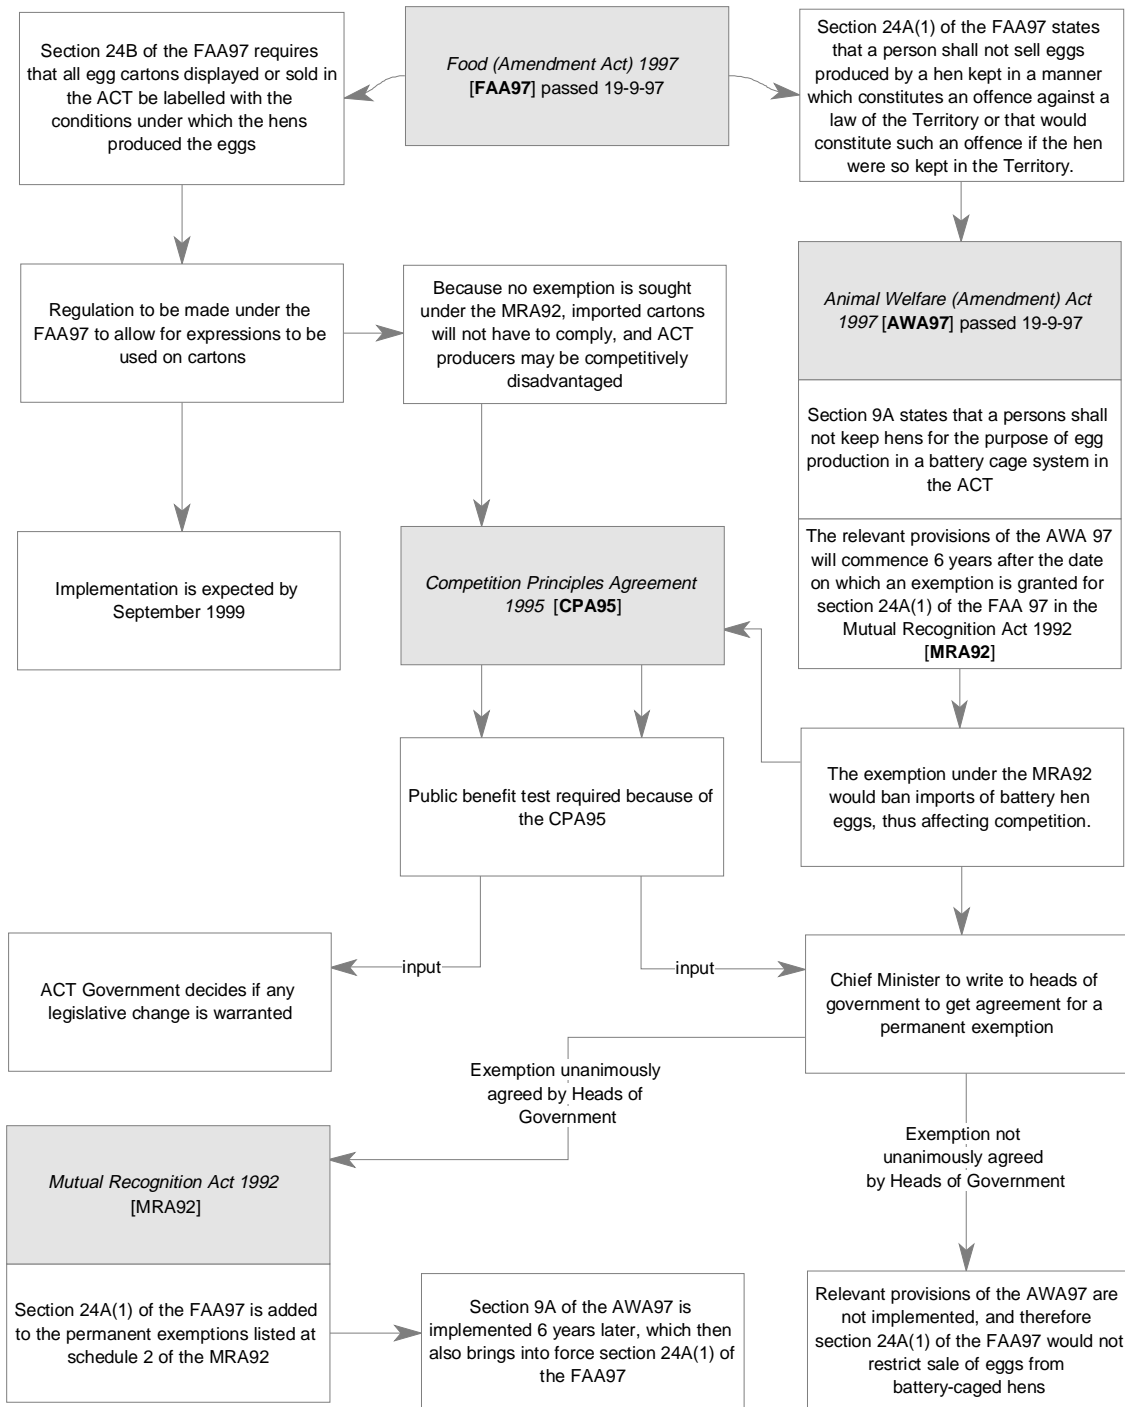 Section 24B of the FAA97 requires
that all egg cartons displayed or sold in
the ACT be labelled with the
conditions under which the hens
produced the eggs
Food (Amendment Act) 1997
[FAA97] passed 19-9-97
Section 24A(1) of the FAA97 states
that a person shall not sell eggs
produced by a hen kept in a manner
which constitutes an offence against a
law of the Territory or that would
constitute such an offence if the hen
were so kept in the Territory.
Regulation to be made under the
FAA97 to allow for expressions to be
used on cartons
Because no exemption is sought
under the MRA92, imported cartons
will not have to comply, and ACT
producers may be competitively
disadvantaged
Animal Welfare (Amendment) Act
1997 [AWA97] passed 19-9-97
Section 9A states that a persons shall
not keep hens for the purpose of egg
production in a battery cage system in
the ACT
The relevant provisions of the AWA 97
will commence 6 years after the date
on which an exemption is granted for
section 24A(1) of the FAA 97 in the
Mutual Recognition Act 1992
[MRA92]
Implementation is expected by
September 1999
Competition Principles Agreement
1995 [CPA95]
Public benefit test required because of
the CPA95
The exemption under the MRA92
would ban imports of battery hen
eggs, thus affecting competition.
input
input
ACT Government decides if any
legislative change is warranted
Chief Minister to write to heads of
government to get agreement for a
permanent exemption
Exemption unanimously
agreed by Heads of
Government
Exemption not
unanimously agreed
by Heads of Government
Mutual Recognition Act 1992
[MRA92]
Section 24A(1) of the FAA97 is added
to the permanent exemptions listed at
schedule 2 of the MRA92
Section 9A of the AWA97 is
implemented 6 years later, which then
also brings into force section 24A(1) of
the FAA97
Relevant provisions of the AWA97 are
not implemented, and therefore
section 24A(1) of the FAA97 would not
restrict sale of eggs from
battery-caged hens